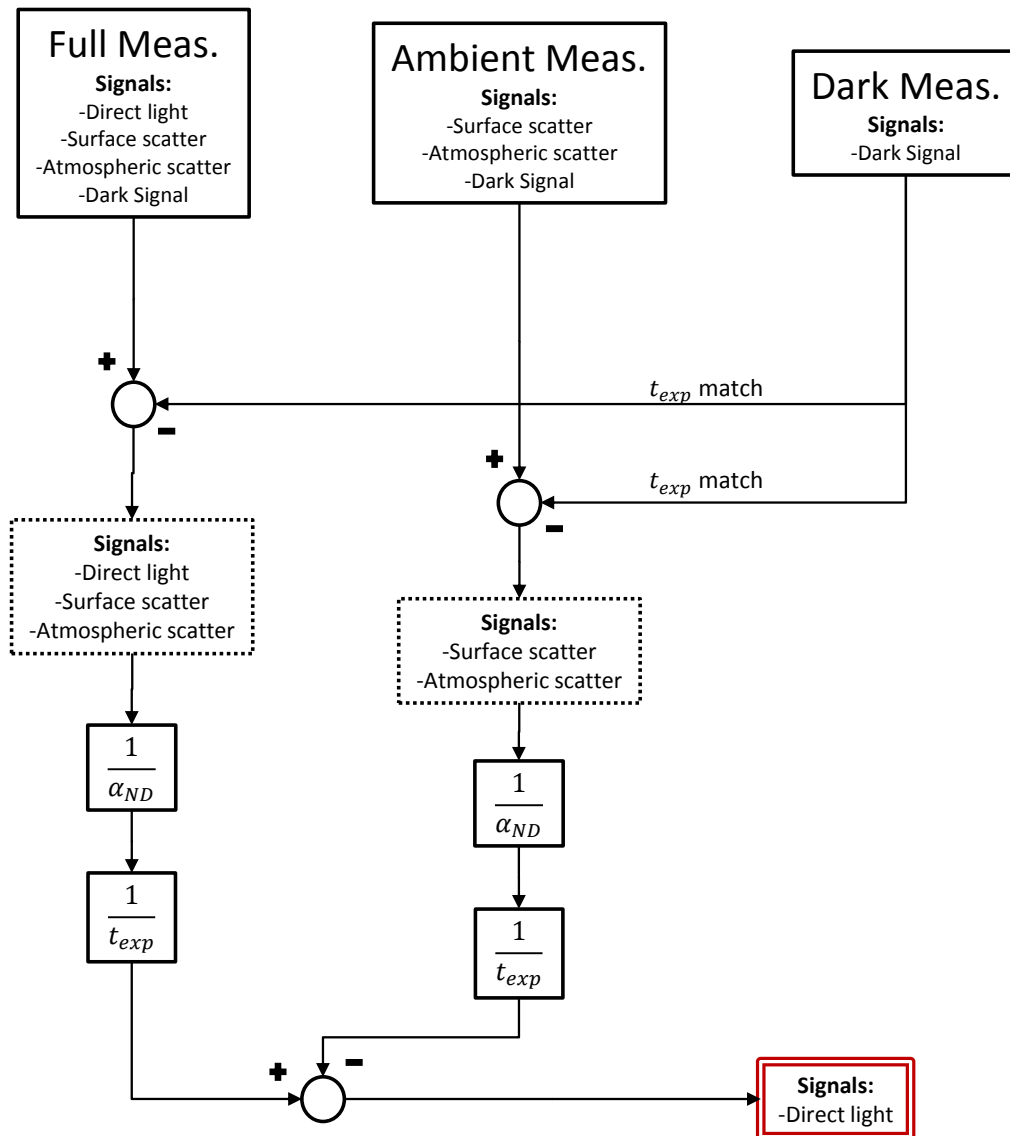 Full Meas.
Signals:
-Direct light
-Surface scatter
-Atmospheric scatter
-Dark Signal
Ambient Meas.
Signals:
-Surface scatter
-Atmospheric scatter
-Dark Signal
Dark Meas.
Signals:
-Dark Signal
+
t_exp match
-
+
t_exp match
-
Signals:
-Direct light
-Surface scatter
-Atmospheric scatter
Signals:
-Surface scatter
-Atmospheric scatter
1
α_ND
1
α_ND
1
t_exp
1
t_exp
+
-
Signals:
-Direct light